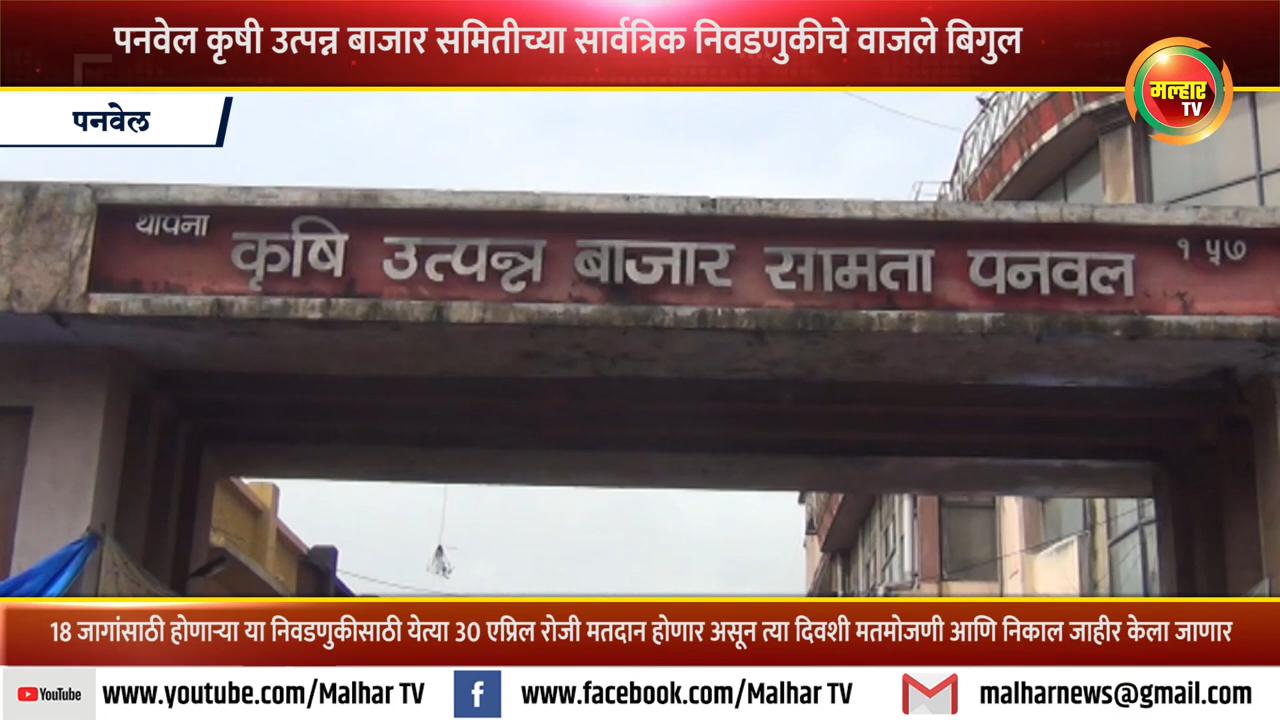 पनवेल कृषी उत्पन्न बाजार समितीच्या सार्वत्रिक निवडणुकीचे वाजले बिगुल
मल्हार
TV
पनवेल
थापना
कृषि उत्पन्न बाजार सामता पनवल
१ ५७
18 जागांसाठी होणाऱ्या या निवडणुकीसाठी येत्या 30 एप्रिल रोजी मतदान होणार असून त्या दिवशी मतमोजणी आणि निकाल जाहीर केला जाणार
YouTube www.youtube.com/Malhar TV f www.facebook.com/Malhar TV malharnews@gmail.com